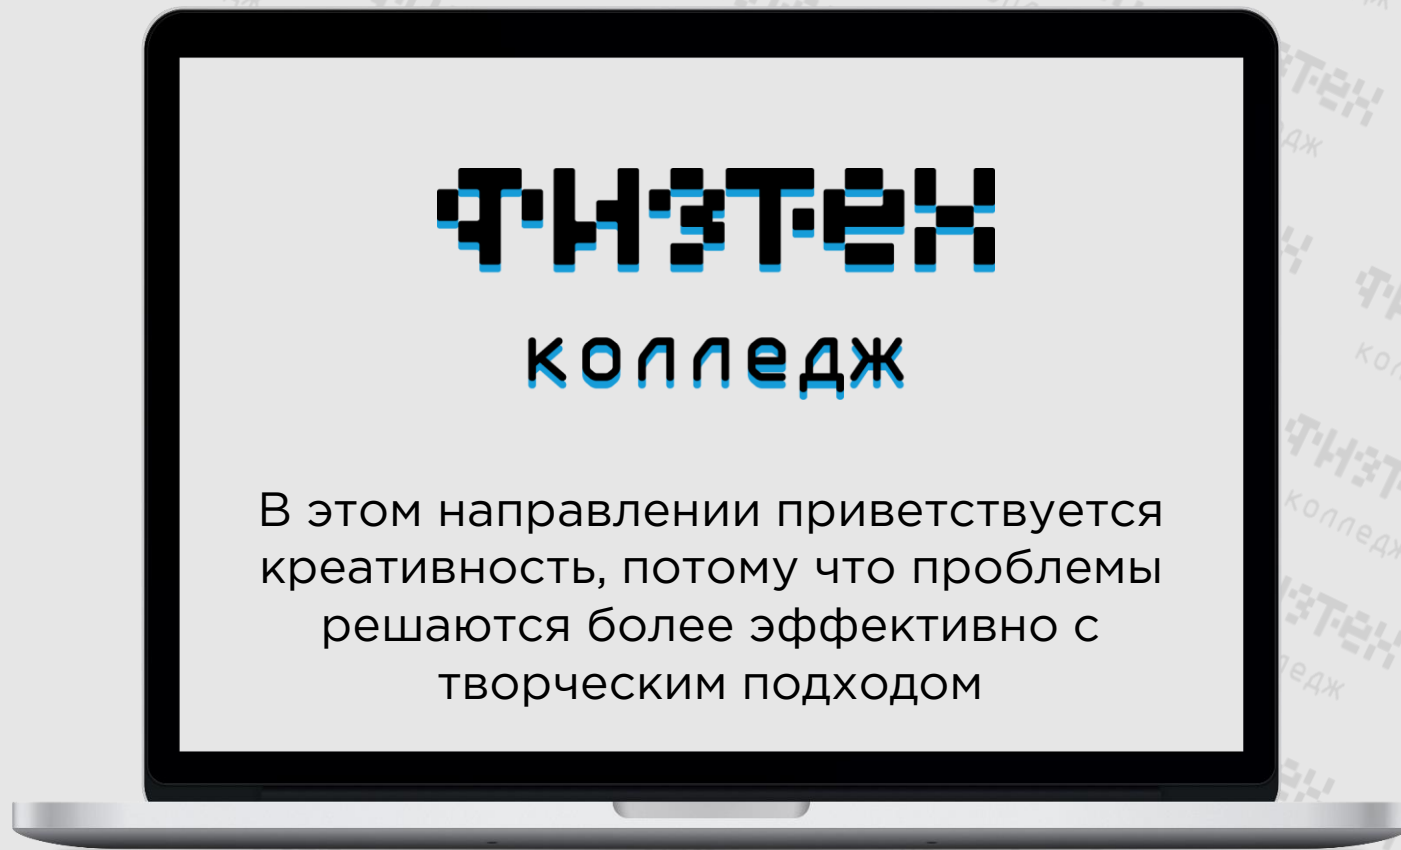 физтех
колледж
В этом направлении приветствуется
креативность, потому что проблемы
решаются более эффективно с
творческим подходом